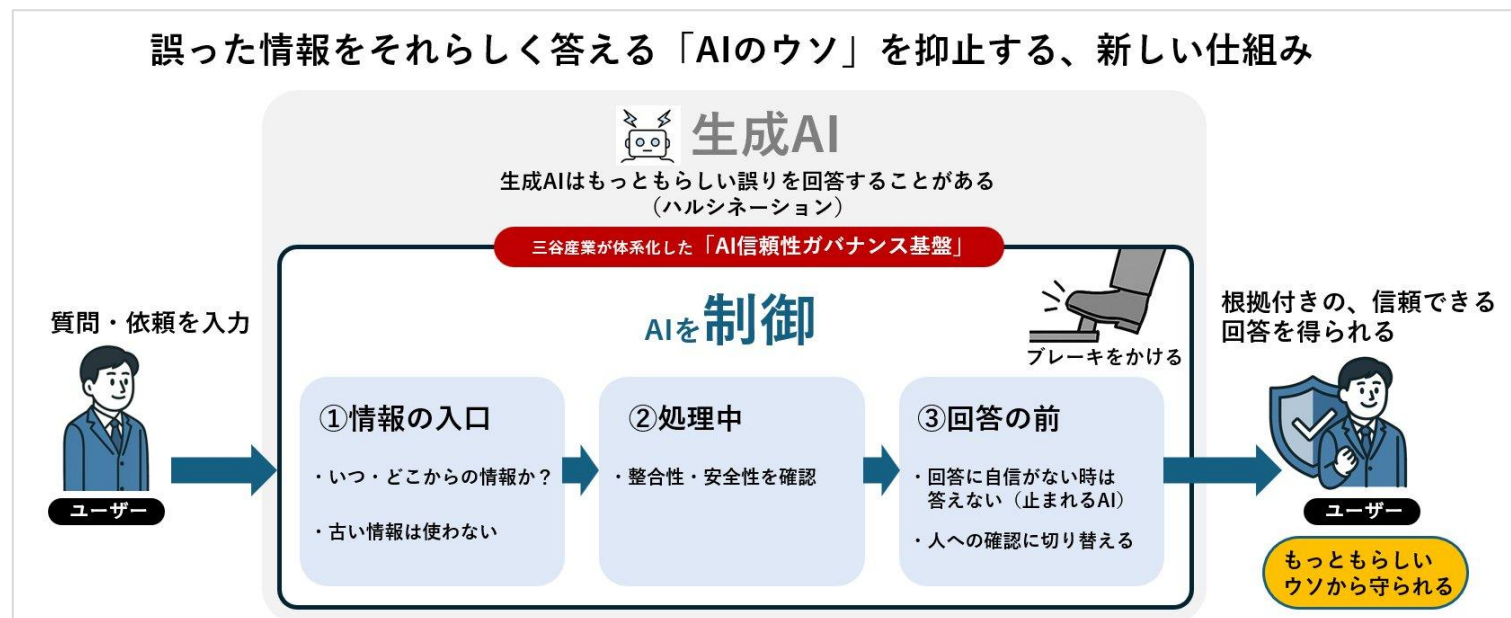 誤った情報をそれらしく答える「AIのウソ」を抑止する、新しい仕組み
生成AI
生成AIはもっともらしい誤りを回答することがある
（ハルシネーション）
三谷産業が体系化した「AI信頼性ガバナンス基盤」
AIを制御
ブレーキをかける
質問・依頼を入力
ユーザー
①情報の入口
・いつ・どこからの情報か？
・古い情報は使わない
②処理中
・整合性・安全性を確認
③回答の前
・回答に自信がない時は
答えない（止まれるAI）
・人への確認に切り替える
根拠付きの、信頼できる
回答を得られる
ユーザー
もっともらしい
ウソから守られる